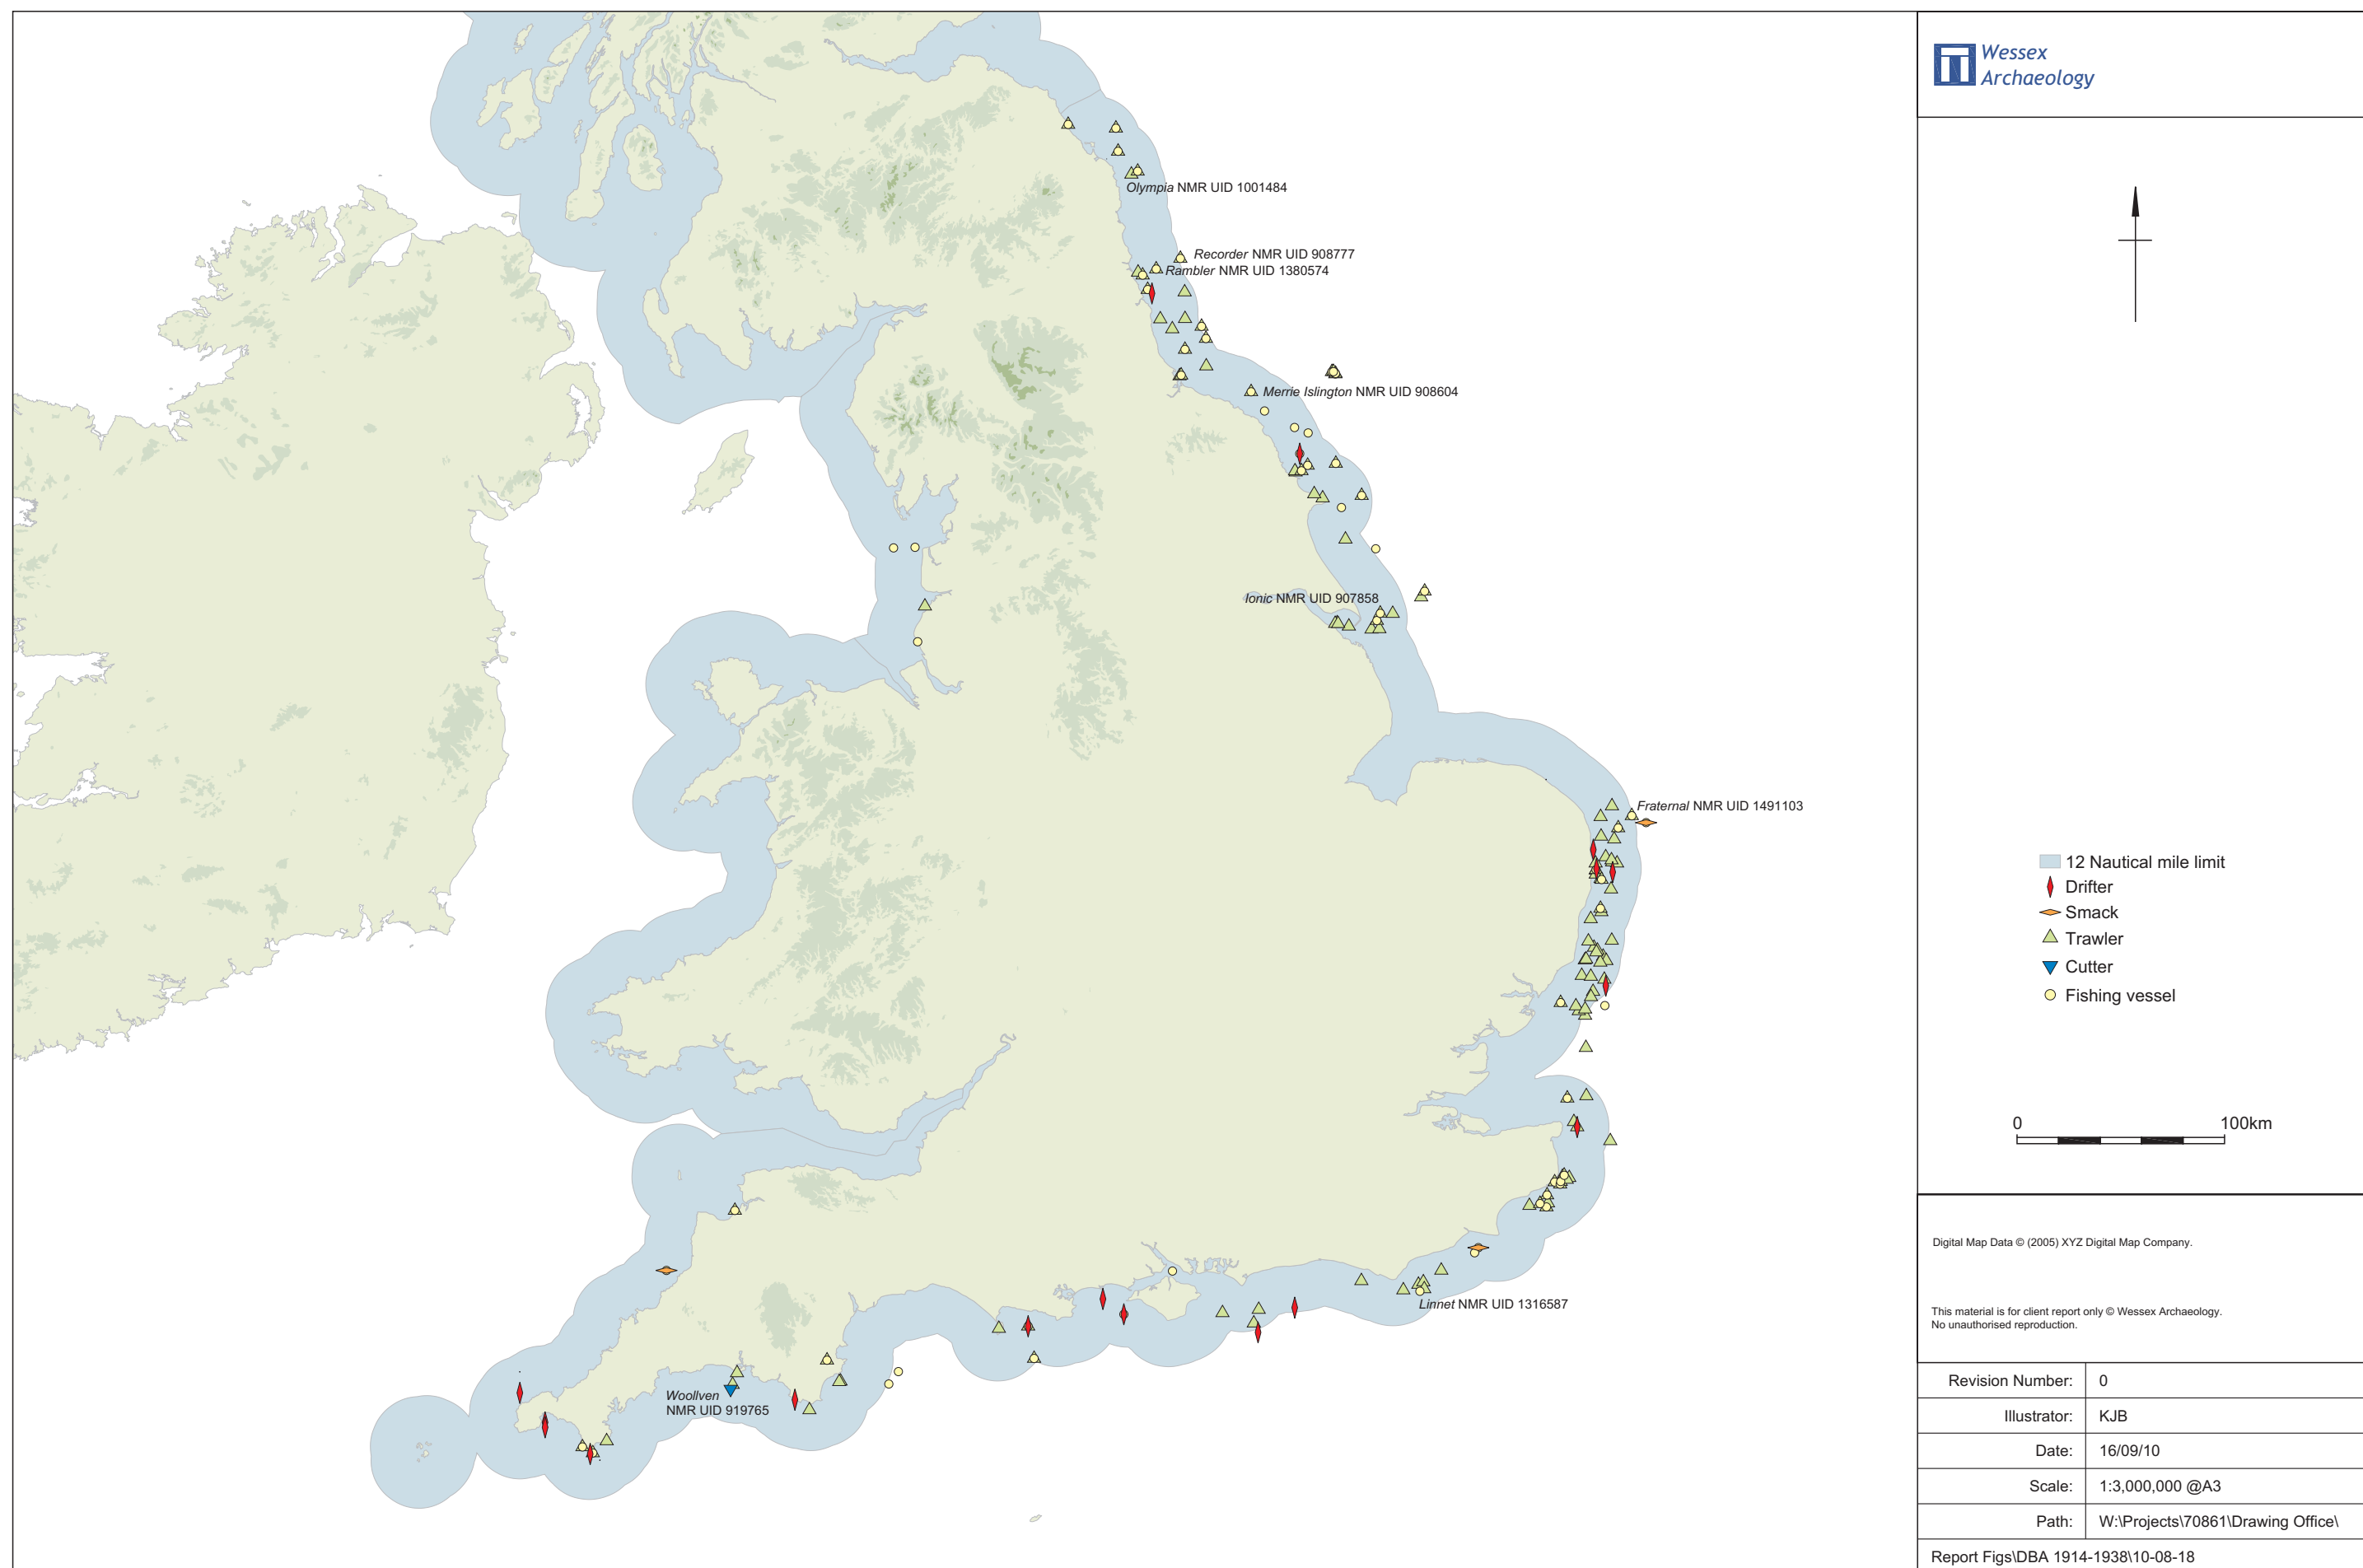 Wessex
Archaeology
Olympia NMR UID 1001484
Recorder NMR UID 908777
Rambler NMR UID 1380574
Merrie Islington NMR UID 908604
Ionic NMR UID 907858
Fraternal NMR UID 1491103
Linnet NMR UID 1316587
Woollven
NMR UID 919765
12 Nautical mile limit
Drifter
Smack
Trawler
Cutter
Fishing vessel
0 100km
Digital Map Data © (2005) XYZ Digital Map Company.
This material is for client report only © Wessex Archaeology.
No unauthorised reproduction.
Revision Number: 0
Illustrator: KJB
Date: 16/09/10
Scale: 1:3,000,000 @A3
Path: W:\Projects\70861\Drawing Office\
Report Figs\DBA 1914-1938\10-08-18